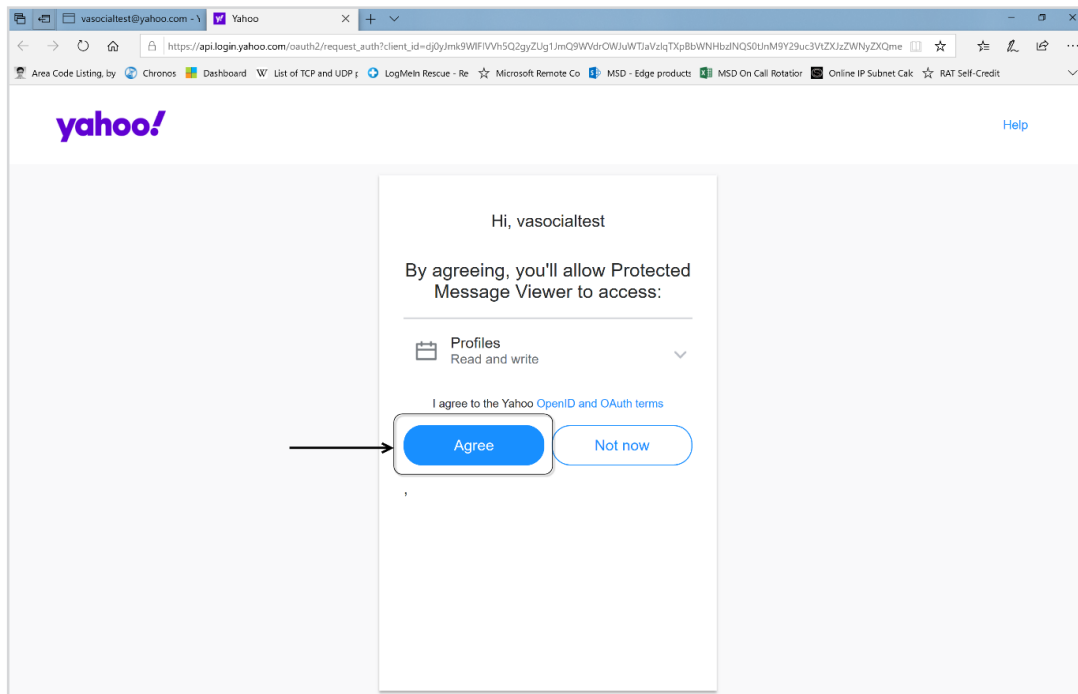 vasocialtest@yahoo.com - Y
Yahoo
https://api.login.yahoo.com/oauth2/request_auth?
Area Code Listing, by
Chronos
Dashboard
W List of TCP and UDP p
LogMeIn Rescue - Re
Microsoft Remote Co
MSD - Edge products
MSD On Call Rotation
Online IP Subnet Calc
RAT Self-Credit
yahoo!
Help
Hi, vasocialtest
By agreeing, you'll allow Protected
Message Viewer to access:
Profiles
Read and write
I agree to the Yahoo OpenID and OAuth terms
Agree
Not now
,